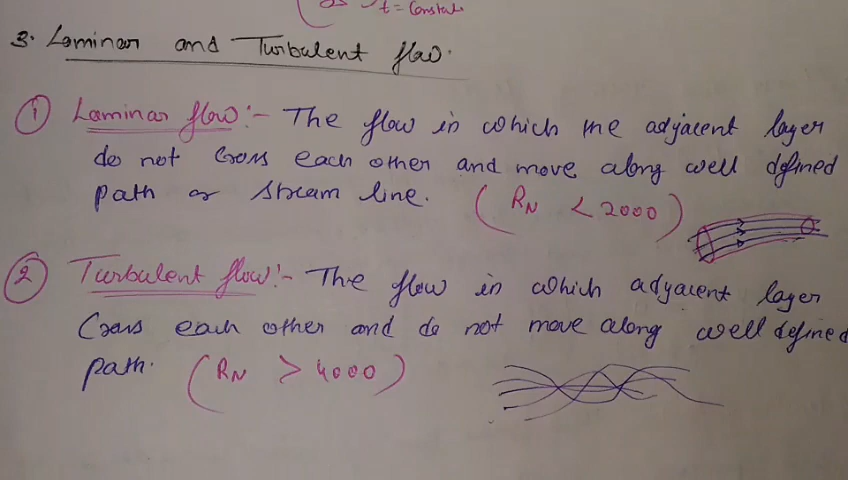 t = Constat
3. Laminar and Turbulent flow.
① Laminar flow:- The flow in which the adjacent layer
do not Cross each other and move along well defined
path or stream line. (RN < 2000)
② Turbulent flow:- The flow in which adjacent layer
Cross each other and do not move along well defined
path. (RN > 4000)